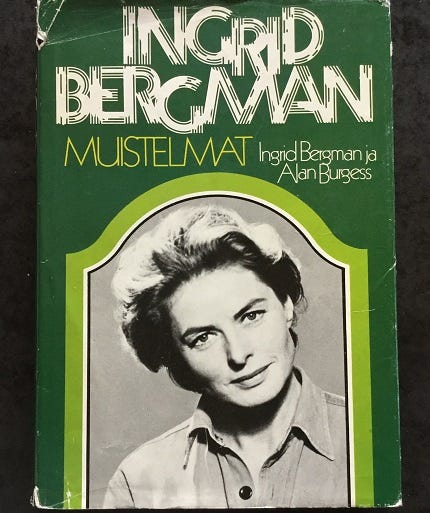 INGRID
BERGMAN
MUISTELMAT Ingrid Bergman ja
Alan Burgess